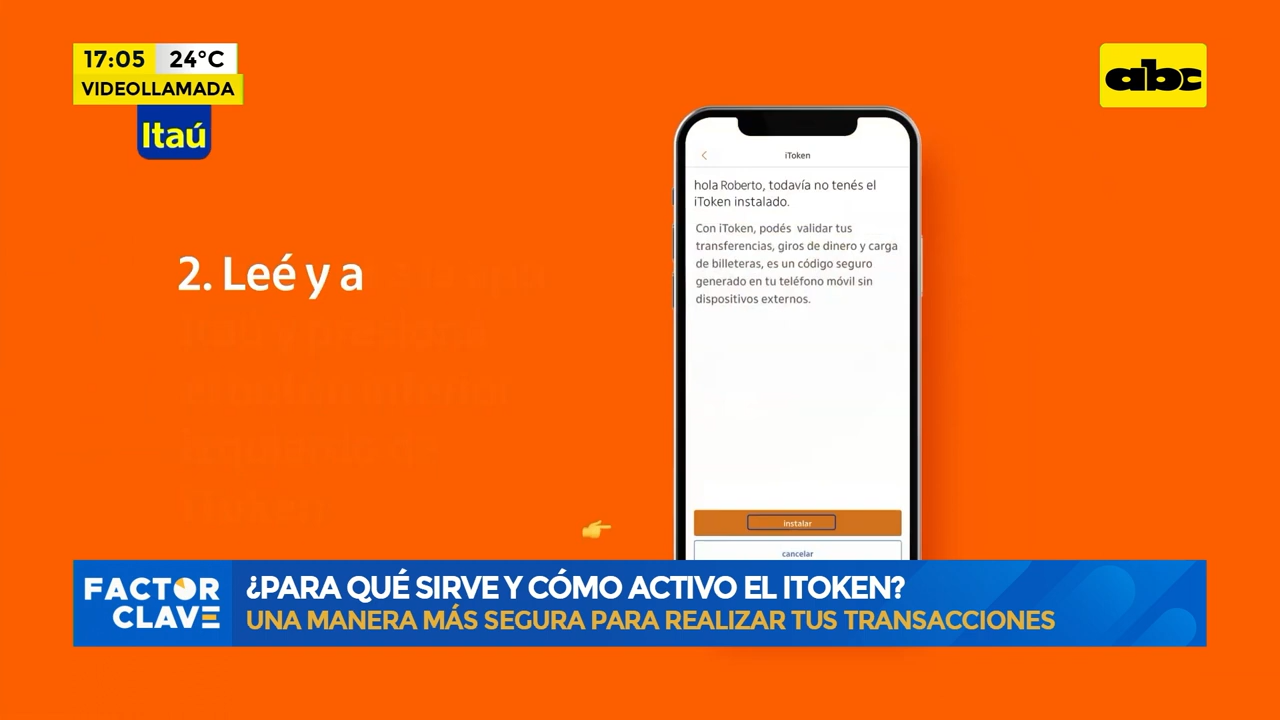 17:05 24°C
VIDEOLLAMADA
Itaú
abc
iToken
hola Roberto, todavía no tenés el
iToken instalado.
Con iToken, podés validar tus
transferencias, giros de dinero y carga
de billeteras, es un código seguro
generado en tu teléfono móvil sin
dispositivos externos.
2. Leé y a
instalar
cancelar
FACTOR
CLAVE
¿PARA QUÉ SIRVE Y CÓMO ACTIVO EL ITOKEN?
UNA MANERA MÁS SEGURA PARA REALIZAR TUS TRANSACCIONES